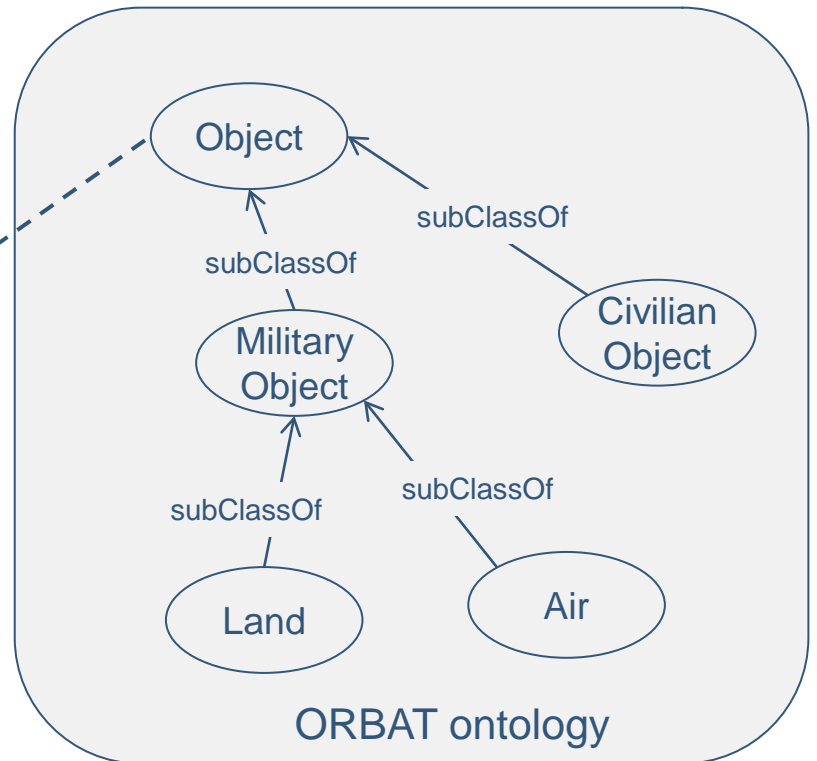 Object
subClassOf
subClassOf
Civilian
Object
Military
Object
subClassOf
subClassOf
Land
Air
ORBAT ontology